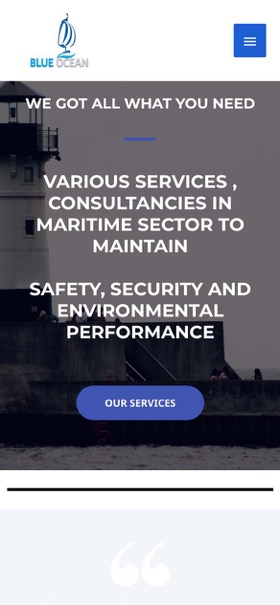 BLUE OCEAN
WE GOT ALL WHAT YOU NEED
VARIOUS SERVICES ,
CONSULTANCIES IN
MARITIME SECTOR TO
MAINTAIN
SAFETY, SECURITY AND
ENVIRONMENTAL
PERFORMANCE
OUR SERVICES
“